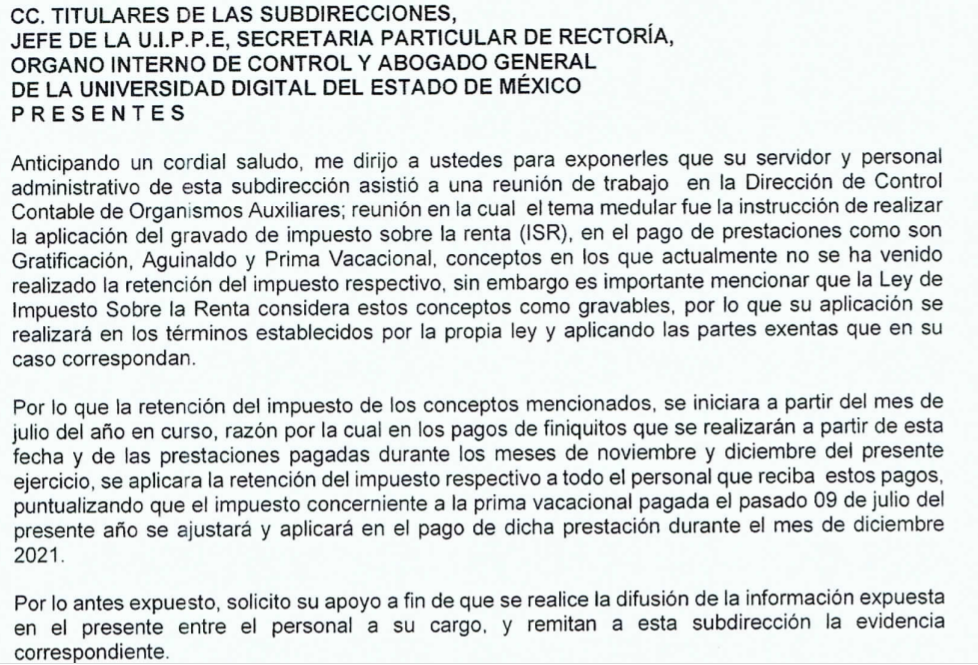 CC. TITULARES DE LAS SUBDIRECCIONES,
JEFE DE LA U.I.P.P.E, SECRETARIA PARTICULAR DE RECTORÍA,
ORGANO INTERNO DE CONTROL Y ABOGADO GENERAL
DE LA UNIVERSIDAD DIGITAL DEL ESTADO DE MÉXICO
P R E S E N T E S
Anticipando un cordial saludo, me dirijo a ustedes para exponerles que su servidor y personal
administrativo de esta subdirección asistió a una reunión de trabajo en la Dirección de Control
Contable de Organismos Auxiliares; reunión en la cual el tema medular fue la instrucción de realizar
la aplicación del gravado de impuesto sobre la renta (ISR), en el pago de prestaciones como son
Gratificación, Aguinaldo y Prima Vacacional, conceptos en los que actualmente no se ha venido
realizado la retención del impuesto respectivo, sin embargo es importante mencionar que la Ley de
Impuesto Sobre la Renta considera estos conceptos como gravables, por lo que su aplicación se
realizará en los términos establecidos por la propia ley y aplicando las partes exentas que en su
caso correspondan.
Por lo que la retención del impuesto de los conceptos mencionados, se iniciara a partir del mes de
julio del año en curso, razón por la cual en los pagos de finiquitos que se realizarán a partir de esta
fecha y de las prestaciones pagadas durante los meses de noviembre y diciembre del presente
ejercicio, se aplicara la retención del impuesto respectivo a todo el personal que reciba estos pagos,
puntualizando que el impuesto concerniente a la prima vacacional pagada el pasado 09 de julio del
presente año se ajustará y aplicará en el pago de dicha prestación durante el mes de diciembre
2021.
Por lo antes expuesto, solicito su apoyo a fin de que se realice la difusión de la información expuesta
en el presente entre el personal a su cargo, y remitan a esta subdirección la evidencia
correspondiente.